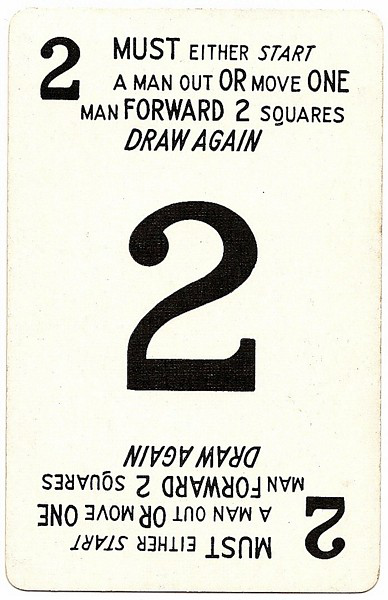 2
MUST EITHER START
A MAN OUT OR MOVE ONE
MAN FORWARD 2 SQUARES
DRAW AGAIN
2
2
MUST EITHER START
A MAN OUT OR MOVE ONE
MAN FORWARD 2 SQUARES
DRAW AGAIN